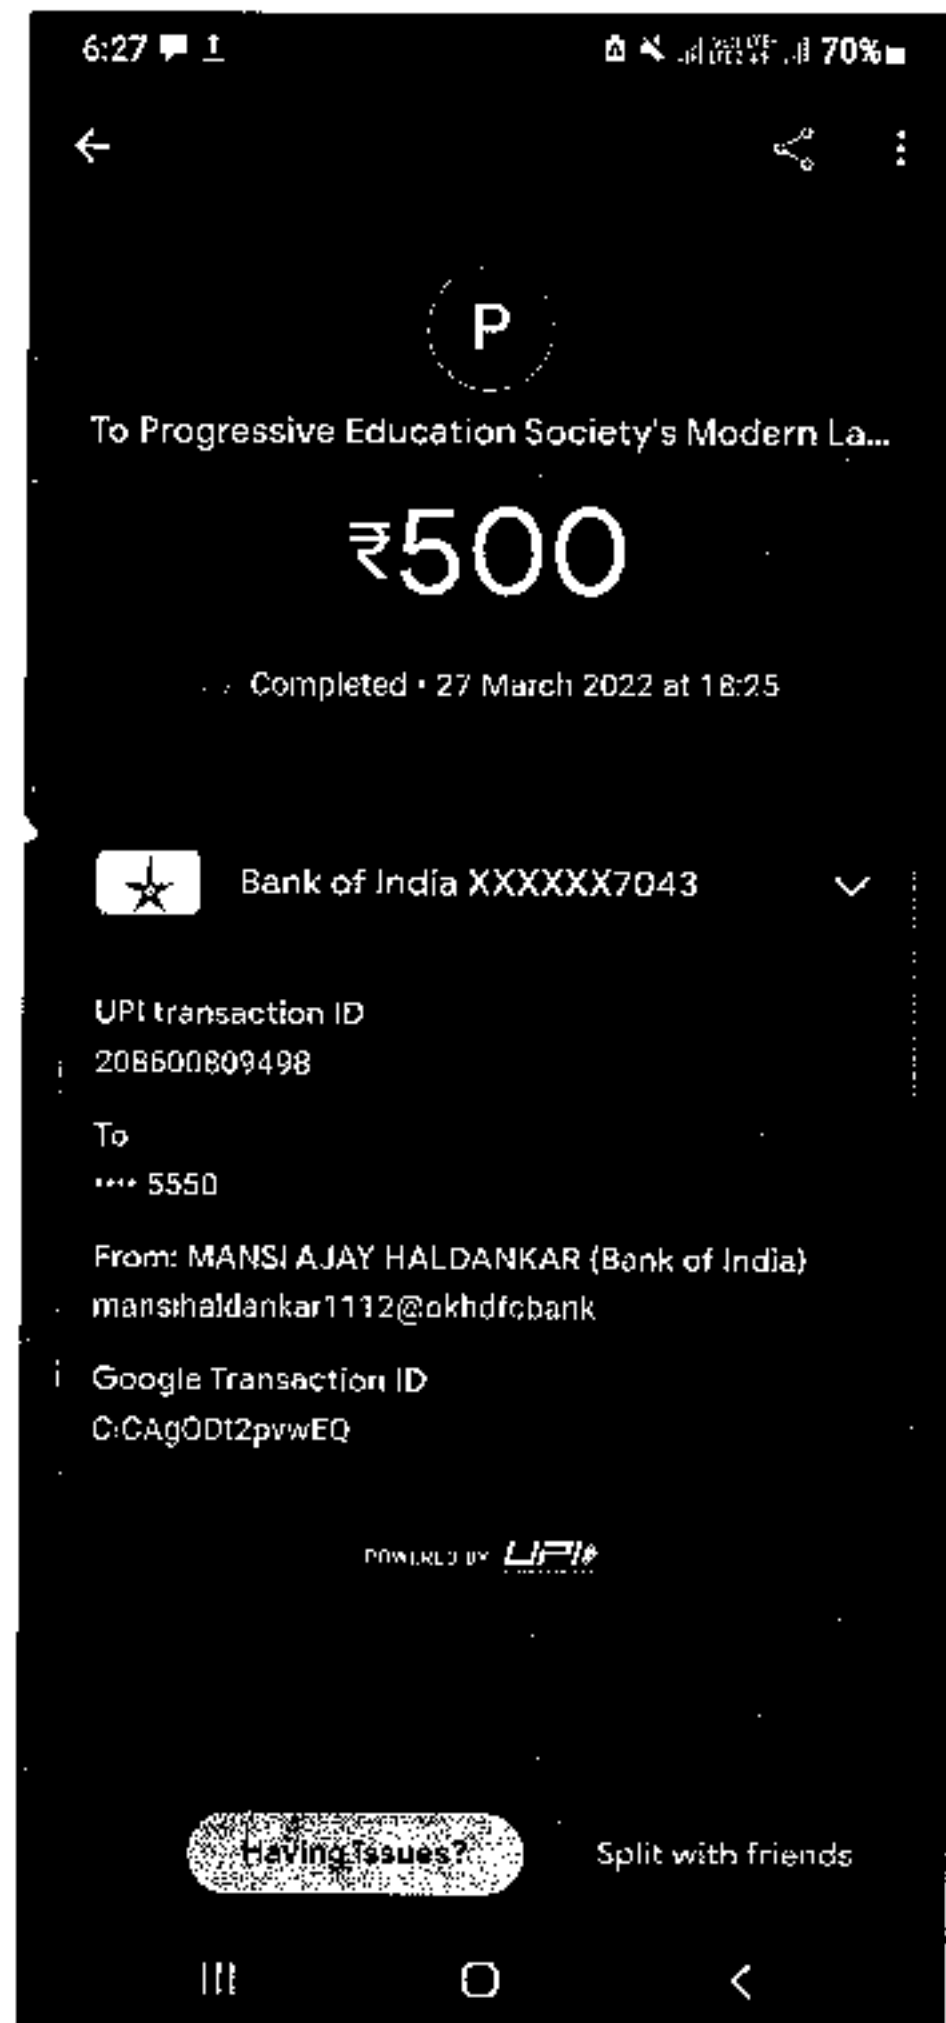 6:27
70%
P
To Progressive Education Society's Modern La...
₹500
Completed • 27 March 2022 at 18:25
Bank of India XXXXXX7043
UPI transaction ID
208600809498
To
•••• 5550
From: MANSI AJAY HALDANKAR (Bank of India)
mansihaldankar1112@okhdfcbank
Google Transaction ID
CICAgODt2pvwEQ
POWERED BY UPI
Having issues?
Split with friends